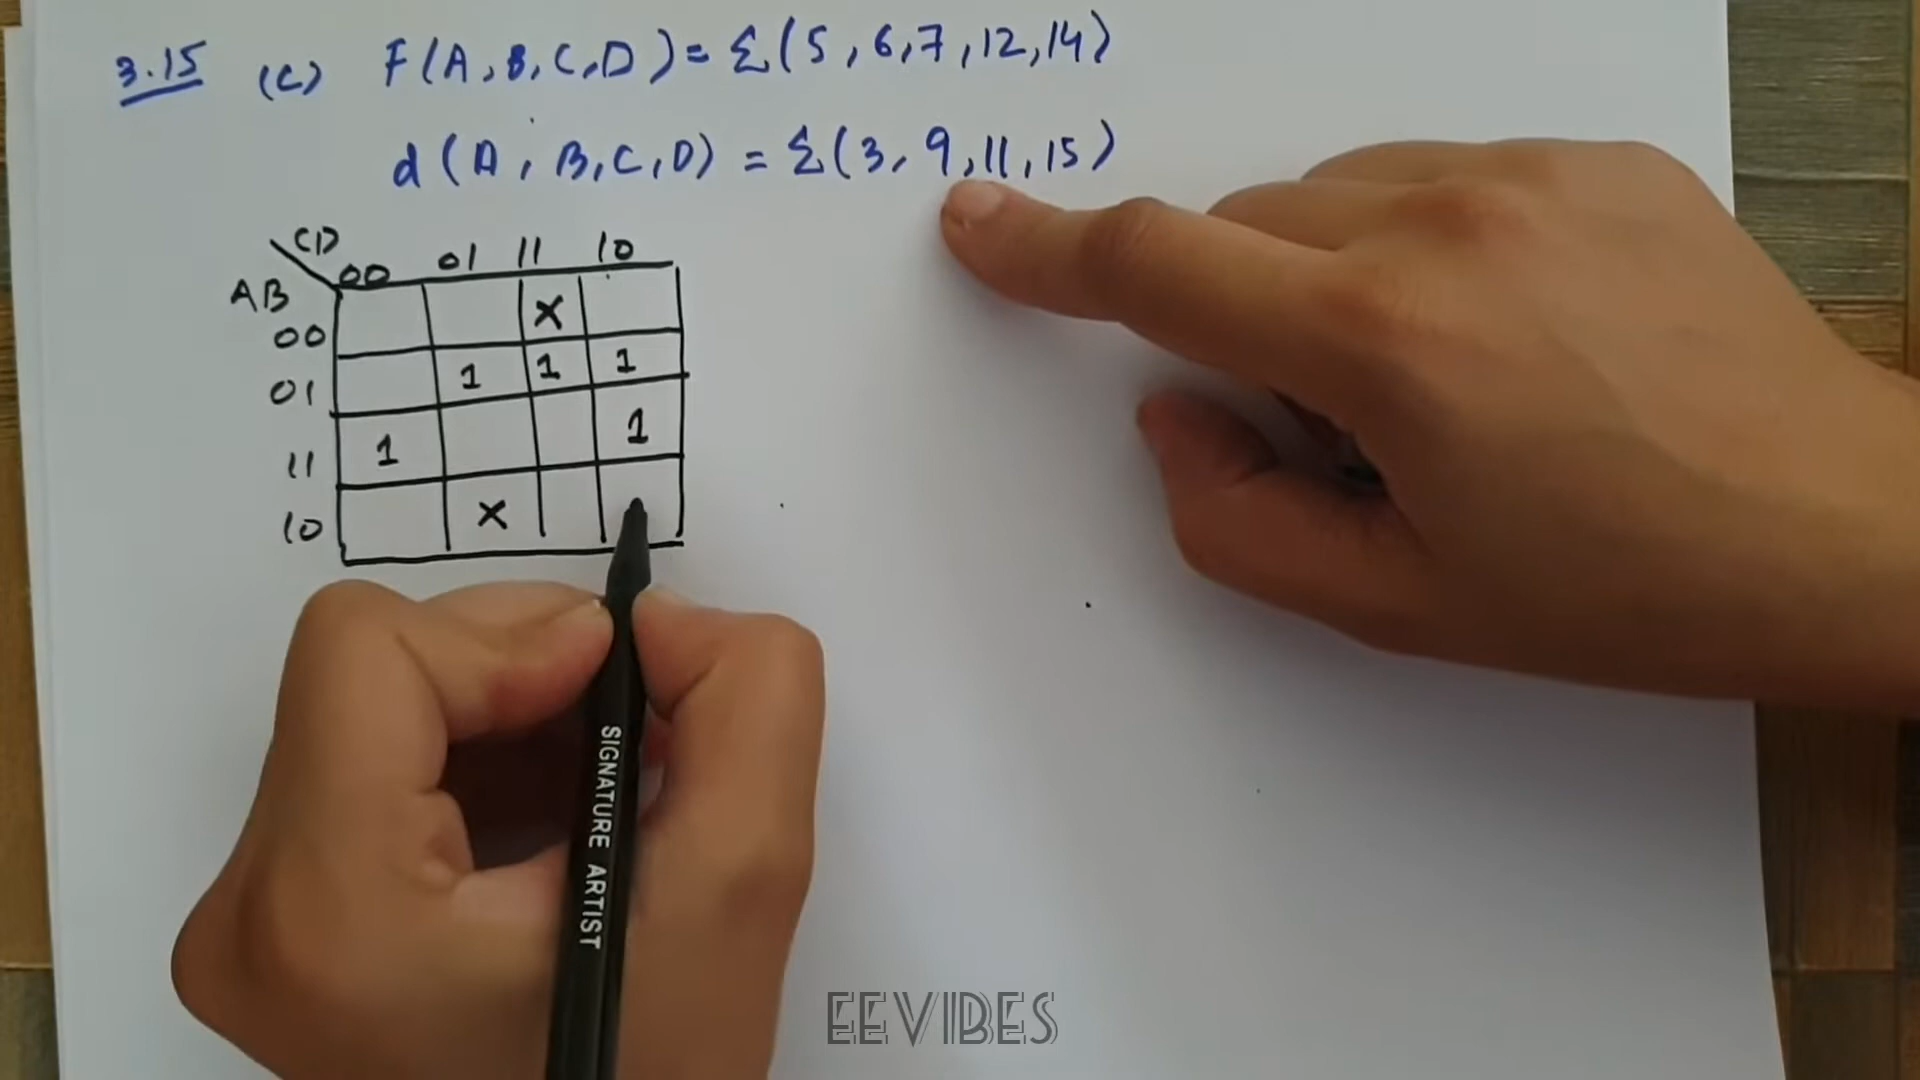 3.15 (C) F(A,B,C,D) = Σ(5,6,7,12,14)
d(A,B,C,D) = Σ(3,9,11,15)
CD
00 01 11 10
AB
00 X
01 1 1 1
11 1 1
10 X
SIGNATURE ARTIST
EEVIBES